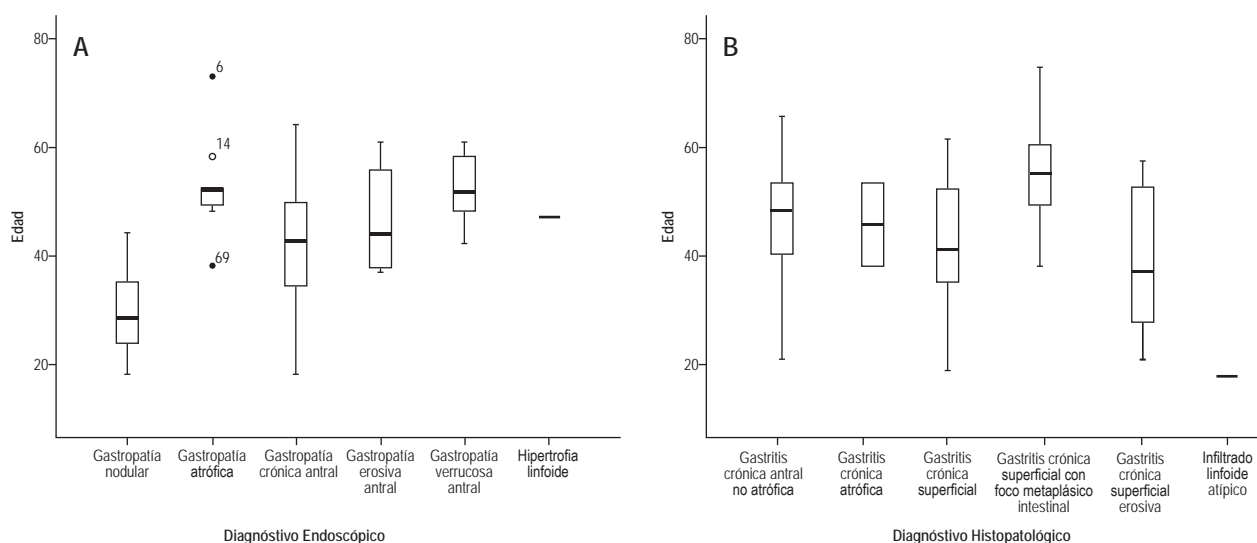 A
80
60
40
20
Edad
6
14
69
Gastropatía
nodular
Gastropatía
atrófica
Gastropatía
crónica antral
Gastropatía
erosiva
antral
Gastropatía
verrucosa
antral
Hipertrofia
linfoide
Diagnóstivo Endoscópico
B
80
60
40
20
Edad
Gastritis
crónica antral
no atrófica
Gastritis
crónica
atrófica
Gastritis
crónica
superficial
Gastritis crónica
superficial con
foco metaplásico
intestinal
Gastritis
crónica
superficial
erosiva
Infiltrado
linfoide
atípico
Diagnóstivo Histopatológico